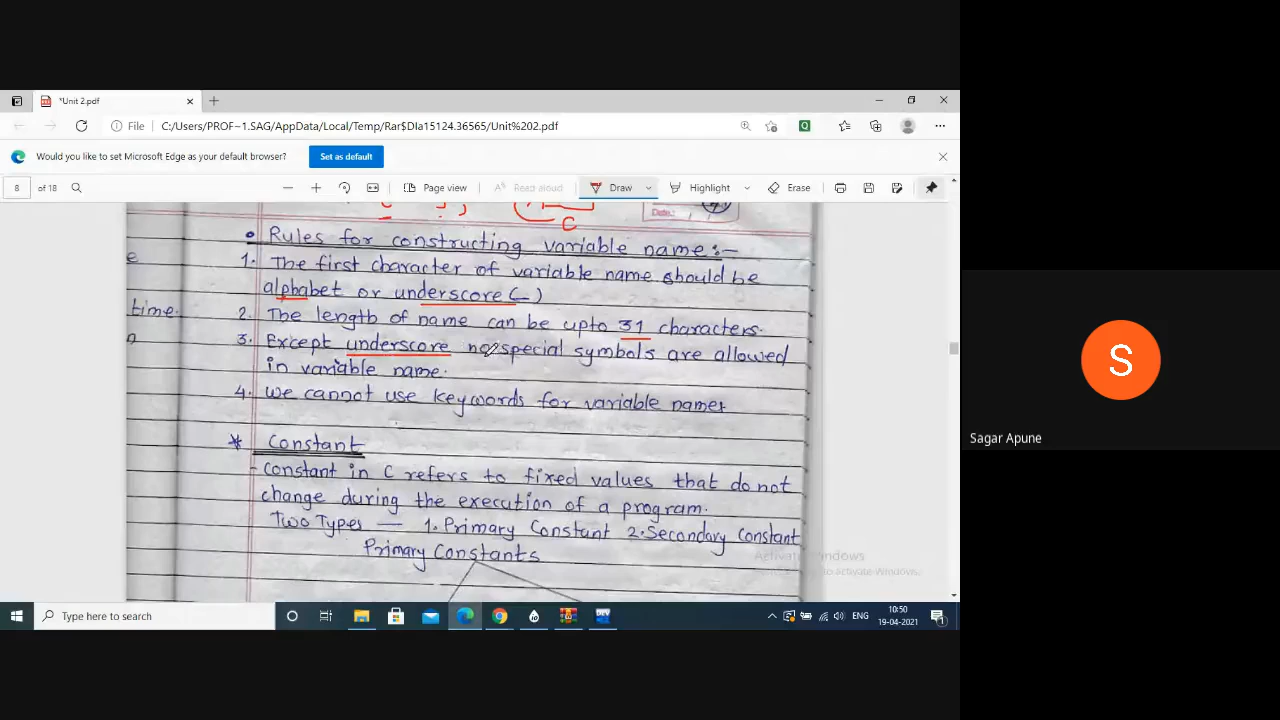 *Unit 2.pdf
File C:/Users/PROF~1.SAG/AppData/Local/Temp/Rar$DIa15124.36565/Unit%202.pdf
Would you like to set Microsoft Edge as your default browser? Set as default
8 of 18 Page view Read aloud Draw Highlight Erase
Date:
C
• Rules for constructing variable name:-
e 1. The first character of variable name should be
alphabet or underscore (_)
time. 2. The length of name can be upto 31 characters.
n 3. Except underscore no special symbols are allowed
in variable name.
4. We cannot use keywords for variable names
* Constant
- Constant in C refers to fixed values that do not
change during the execution of a program.
Two Types — 1. Primary Constant 2. Secondary Constant
Primary Constants
Activate Windows
to activate Windows.
Type here to search
ENG
10:50
19-04-2021
S
Sagar Apune